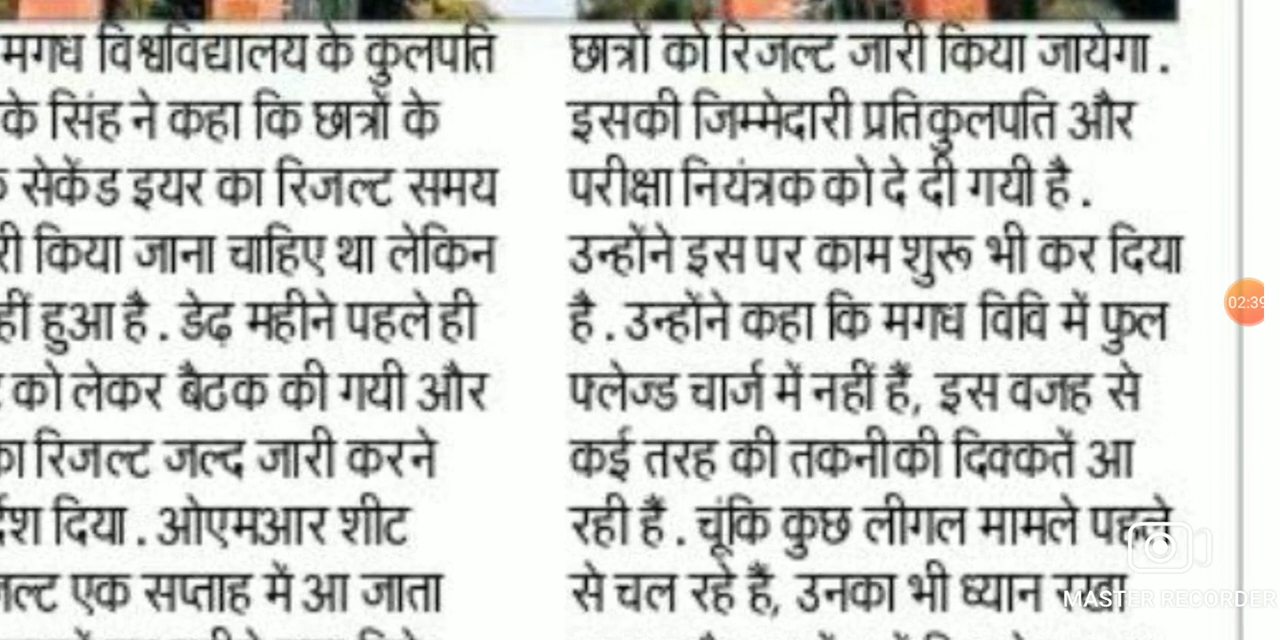 मगध विश्वविद्यालय के कुलपति
के सिंह ने कहा कि छात्रों के
सेकेंड इयर का रिजल्ट समय
किया जाना चाहिए था लेकिन
हुआ है . डेढ़ महीने पहले ही
को लेकर बैठक की गयी और
रिजल्ट जल्द जारी करने
दिया . ओएमआर शीट
एक सप्ताह में आ जाता
छात्रों को रिजल्ट जारी किया जायेगा .
इसकी जिम्मेदारी प्रतिकुलपति और
परीक्षा नियंत्रक को दे दी गयी है .
उन्होंने इस पर काम शुरू भी कर दिया
है . उन्होंने कहा कि मगध विवि में फुल
फ्लेज्ड चार्ज में नहीं हैं, इस वजह से
कई तरह की तकनीकी दिक्कतें आ
रही हैं . चूंकि कुछ लीगल मामले पहले
से चल रहे हैं, उनका भी ध्यान रखा
02:39
MASTER RECORDER